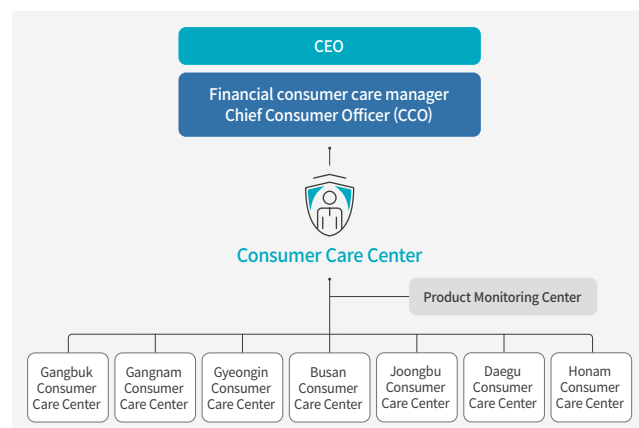 CEO
Financial consumer care manager
Chief Consumer Officer (CCO)
Consumer Care Center
Product Monitoring Center
Gangbuk
Consumer
Care Center
Gangnam
Consumer
Care Center
Gyeongin
Consumer
Care Center
Busan
Consumer
Care Center
Joongbu
Consumer
Care Center
Daegu
Consumer
Care Center
Honam
Consumer
Care Center